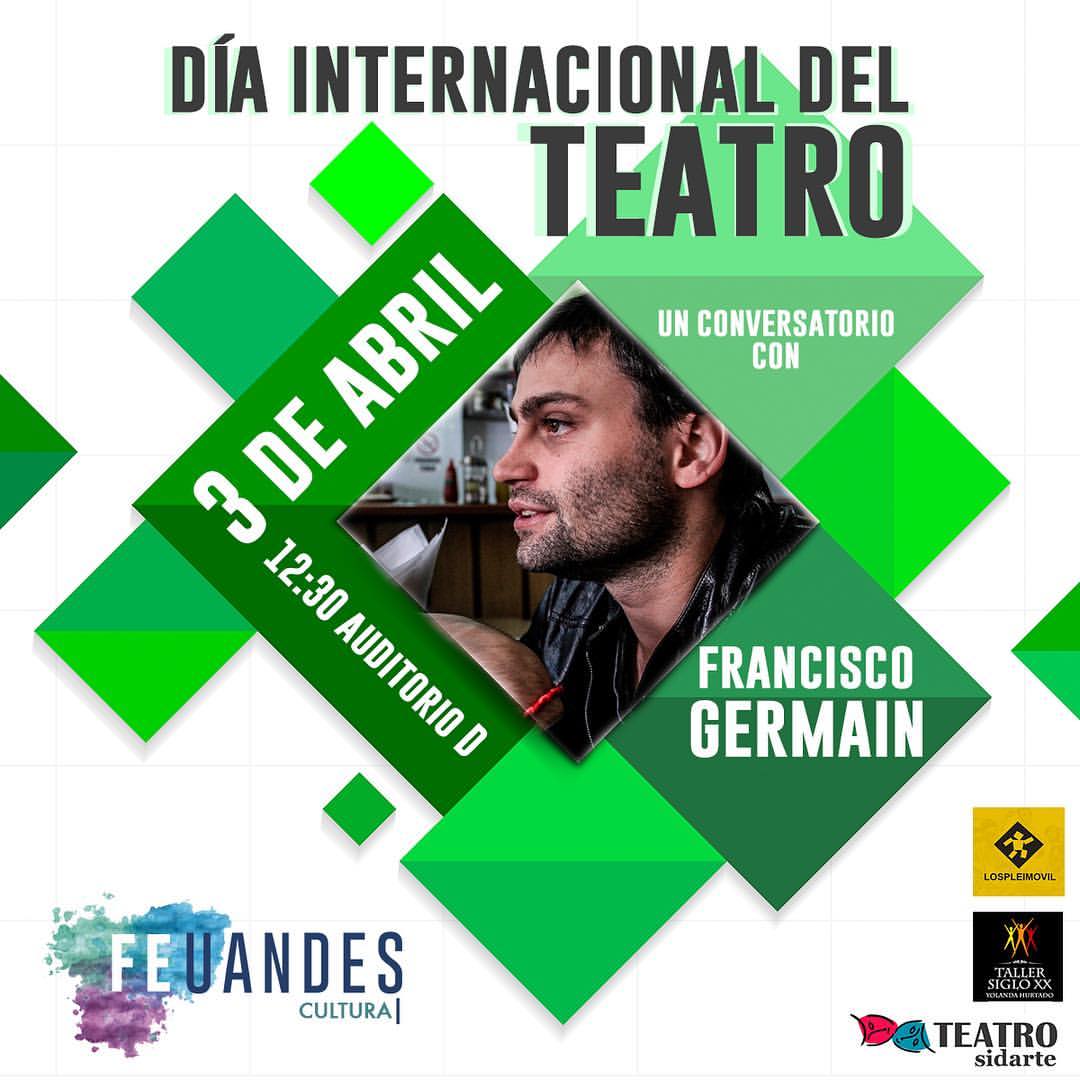 DÍA INTERNACIONAL DEL
TEATRO
UN CONVERSATORIO
CON
3 DE ABRIL
12:30 AUDITORIO D
FRANCISCO
GERMAIN
FEUANDES
CULTURA|
LOSPLEIMOVIL
TALLER
SIGLO XX
YOLANDA HURTADO
TEATRO
sidarte